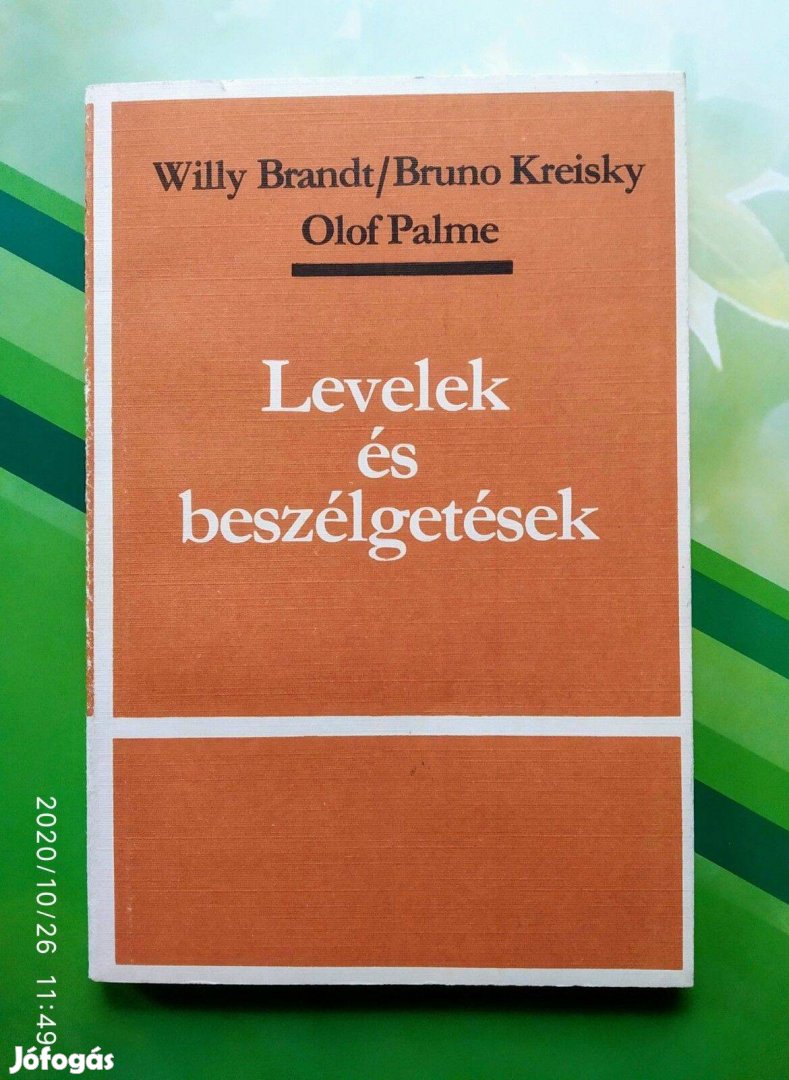 Willy Brandt/Bruno Kreisky
Olof Palme
Levelek
és
beszélgetések
2020/10/26 11:49
Jófogás